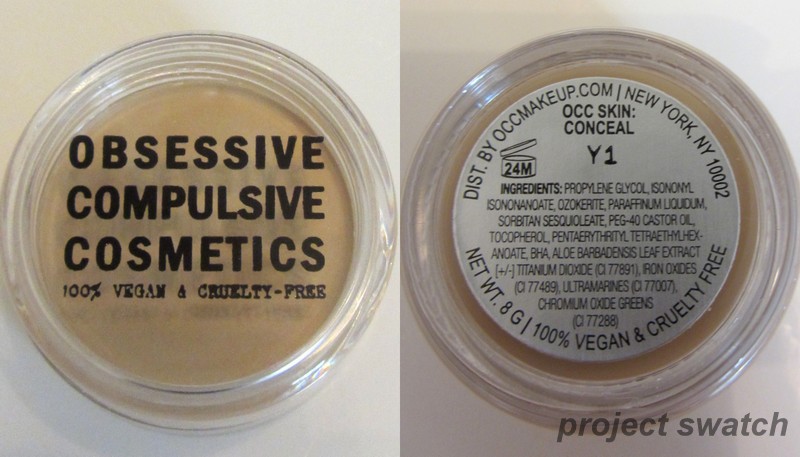 OBSESSIVE
COMPULSIVE
COSMETICS
100% VEGAN & CRUELTY-FREE
DIST. BY OCCMAKEUP.COM | NEW YORK, NY 10002
OCC SKIN:
CONCEAL
Y1
24M
INGREDIENTS: PROPYLENE GLYCOL, ISONONYL
ISONONANOATE, OZOKERITE, PARAFFINUM LIQUIDUM,
SORBITAN SESQUIOLEATE, PEG-40 CASTOR OIL,
TOCOPHEROL, PENTAERYTHRITYL TETRAETHYLHEX-
ANOATE, BHA, ALOE BARBADENSIS LEAF EXTRACT
[+/-] TITANIUM DIOXIDE (CI 77891), IRON OXIDES
(CI 77489), ULTRAMARINES (CI 77007),
CHROMIUM OXIDE GREENS
(CI 77288)
NET WT. 8 G | 100% VEGAN & CRUELTY FREE
project swatch